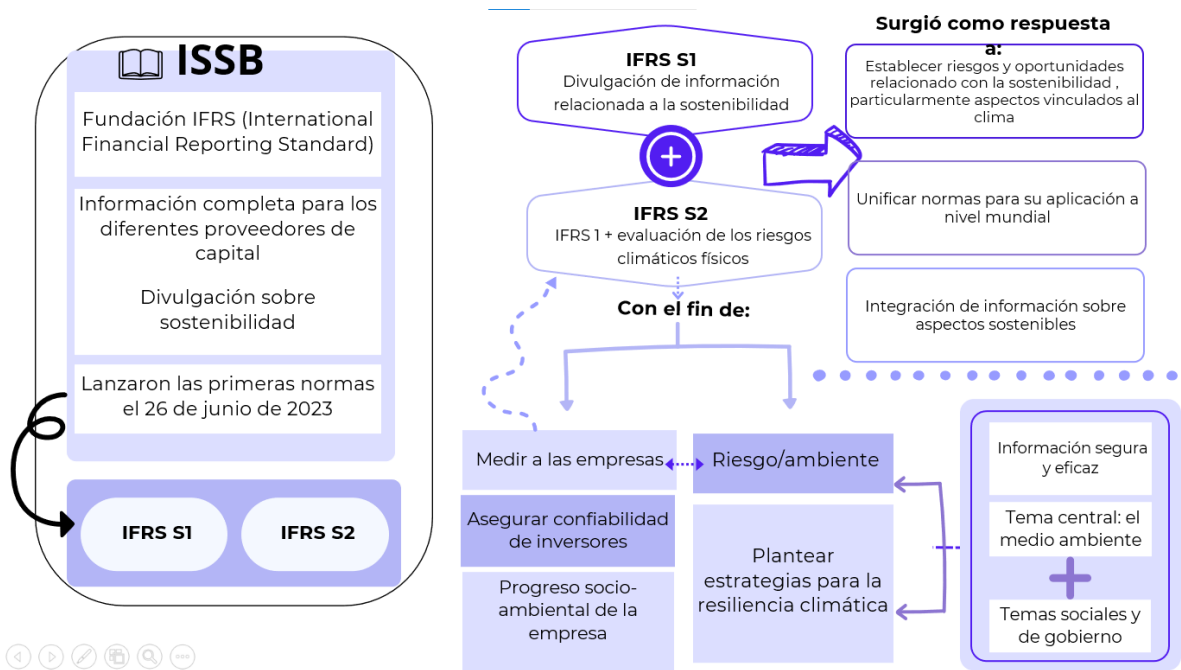 ISSB
Fundación IFRS (International
Financial Reporting Standard)
Información completa para los
diferentes proveedores de
capital
Divulgación sobre
sostenibilidad
Lanzaron las primeras normas
el 26 de junio de 2023
IFRS S1
IFRS S2
IFRS S1
Divulgación de información
relacionada a la sostenibilidad
IFRS S2
IFRS 1 + evaluación de los riesgos
climáticos físicos
Con el fin de:
Medir a las empresas
Asegurar confiabilidad
de inversores
Progreso socio-
ambiental de la
empresa
Riesgo/ambiente
Plantear
estrategias para la
resiliencia climática
Surgió como respuesta
a:
Establecer riesgos y oportunidades
relacionado con la sostenibilidad ,
particularmente aspectos vinculados al
clima
Unificar normas para su aplicación a
nivel mundial
Integración de información sobre
aspectos sostenibles
Información segura
y eficaz
Tema central: el
medio ambiente
Temas sociales y
de gobierno